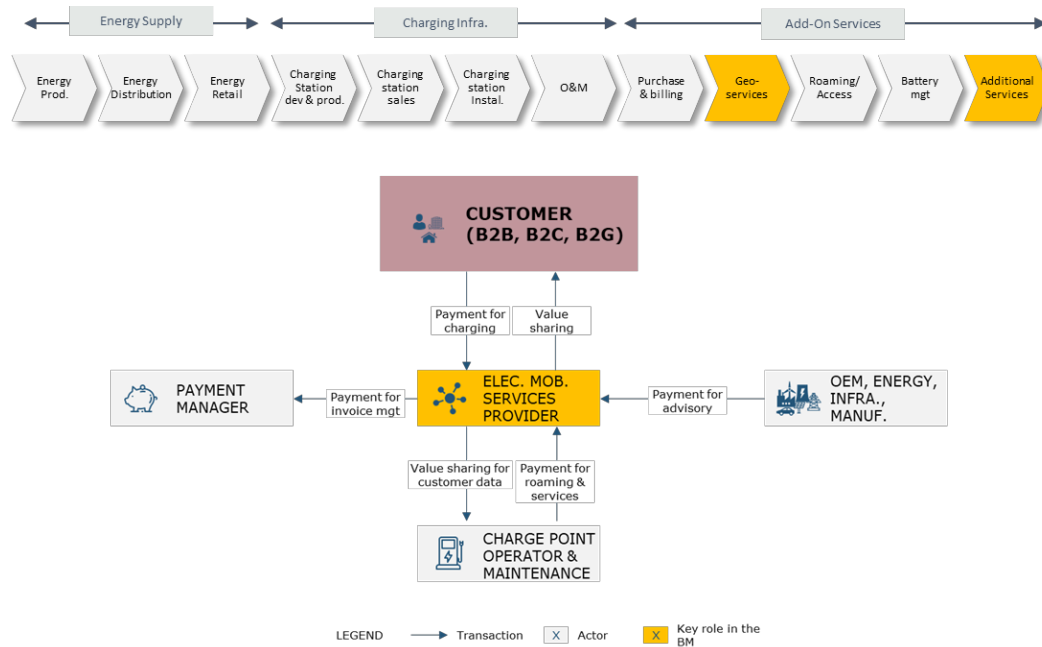 Energy Supply
Charging Infra.
Add-On Services
Energy
Prod.
Energy
Distribution
Energy
Retail
Charging
Station
dev & prod.
Charging
station
sales
Charging
station
Instal.
O&M
Purchase
& billing
Geo-
services
Roaming/
Access
Battery
mgt
Additional
Services
CUSTOMER
(B2B, B2C, B2G)
Payment for
charging
Value
sharing
PAYMENT
MANAGER
Payment for
invoice mgt
ELEC. MOB.
SERVICES
PROVIDER
Payment for
advisory
OEM, ENERGY,
INFRA.,
MANUF.
Value sharing for
customer data
Payment for
roaming &
services
CHARGE POINT
OPERATOR &
MAINTENANCE
LEGEND
Transaction
X
Actor
X
Key role in the
BM